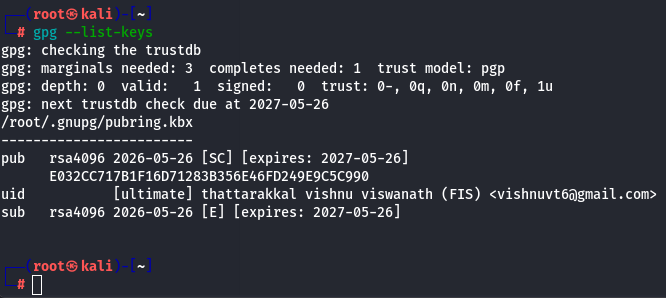 ┌──(root㉿kali)-[~]
└─# gpg --list-keys
gpg: checking the trustdb
gpg: marginals needed: 3  completes needed: 1  trust model: pgp
gpg: depth: 0  valid:   1  signed:   0  trust: 0-, 0q, 0n, 0m, 0f, 1u
gpg: next trustdb check due at 2027-05-26
/root/.gnupg/pubring.kbx
------------------------
pub   rsa4096 2026-05-26 [SC] [expires: 2027-05-26]
      E032CC717B1F16D71283B356E46FD249E9C5C990
uid           [ultimate] thattarakkal vishnu viswanath (FIS) <vishnuvt6@gmail.com>
sub   rsa4096 2026-05-26 [E] [expires: 2027-05-26]
┌──(root㉿kali)-[~]
└─#